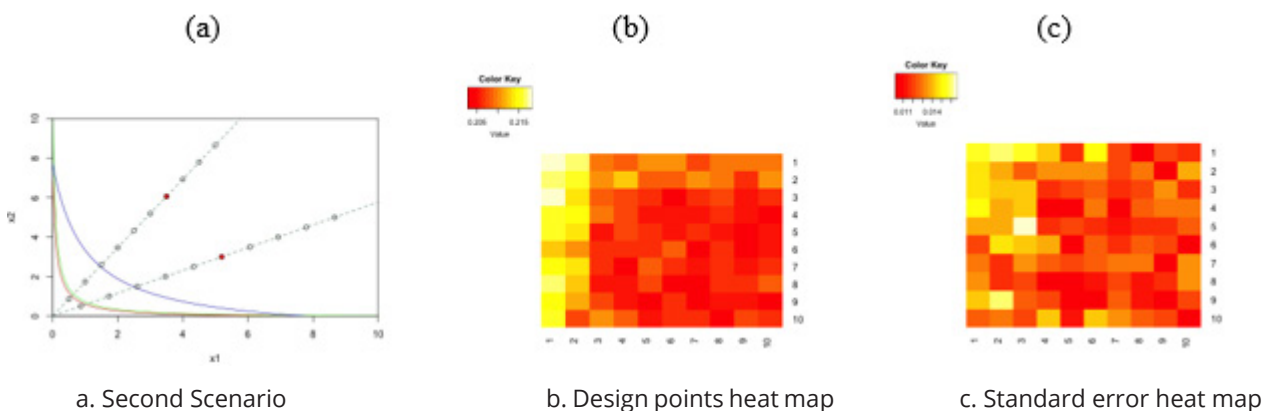 (a)
(b)
(c)
Color Key
0.205 0.215
Value
Color Key
0.011 0.014
Value
10
8
6
4
2
0
x2
0 2 4 6 8 10
x1
1
2
3
4
5
6
7
8
9
10
1 2 3 4 5 6 7 8 9 10
1
2
3
4
5
6
7
8
9
10
1 2 3 4 5 6 7 8 9 10
a. Second Scenario
b. Design points heat map
c. Standard error heat map